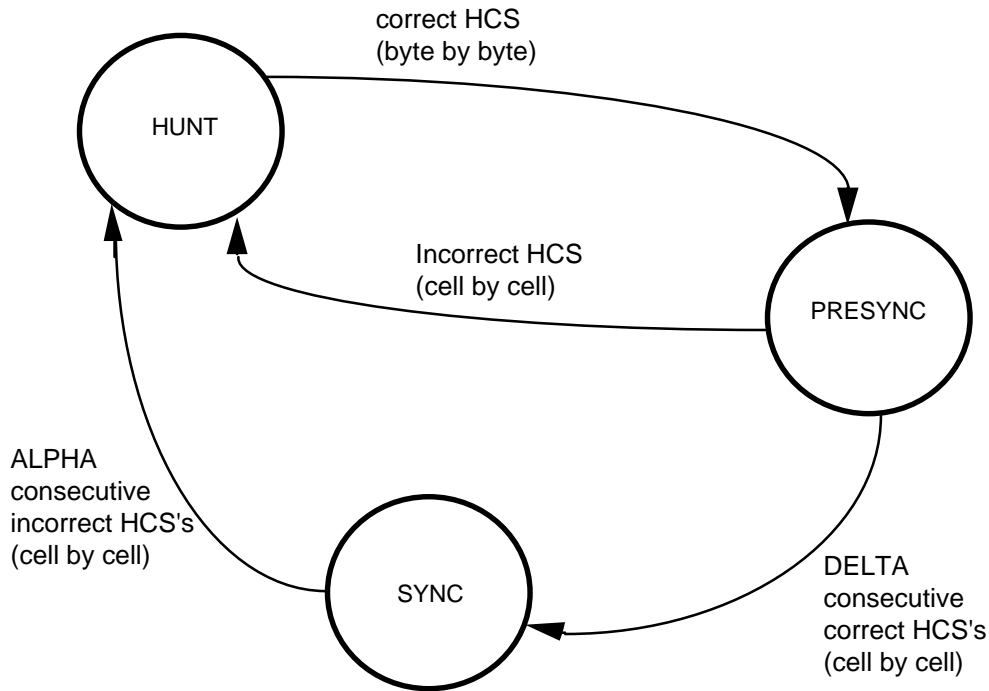 correct HCS
(byte by byte)
HUNT
Incorrect HCS
(cell by cell)
PRESYNC
ALPHA
consecutive
incorrect HCS's
(cell by cell)
SYNC
DELTA
consecutive
correct HCS's
(cell by cell)